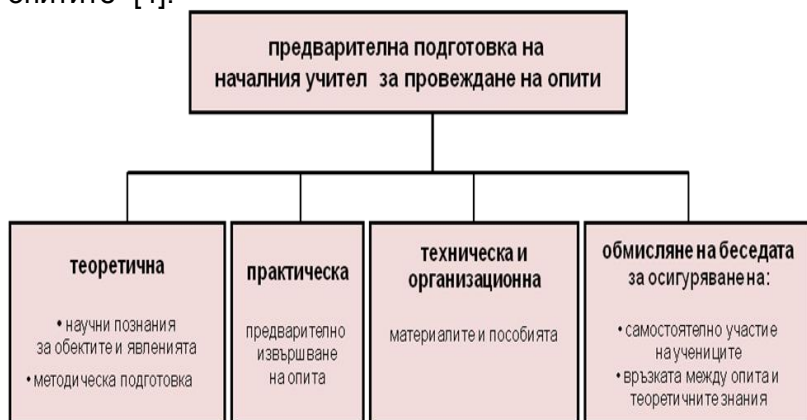 опитите" [4].
предварителна подготовка на
началния учител за провеждане на опити
теоретична
• научни познания
за обектите и явленията
• методическа подготовка
практическа
предварително
извършване
на опита
техническа и
организационна
материалите и пособията
обмисляне на беседата
за осигуряване на:
• самостоятелно участие
на учениците
• връзката между опита и
теоретичните знания